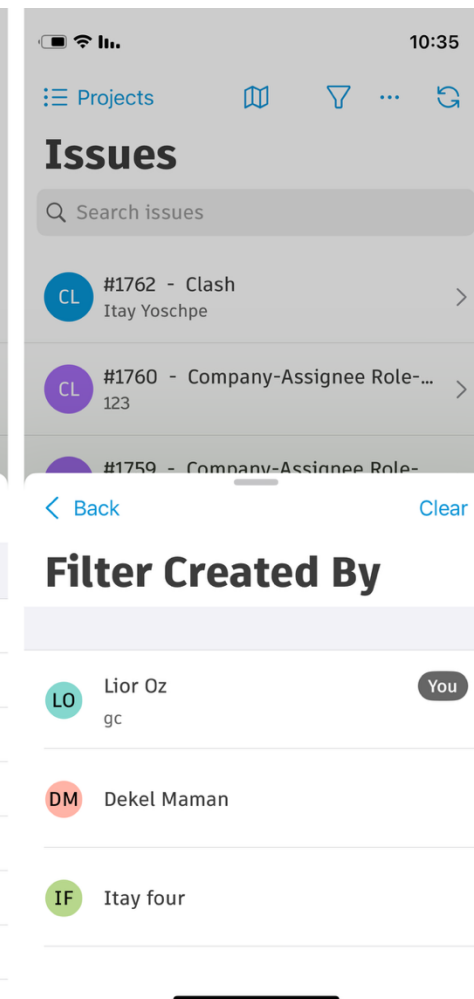 10:35
Projects
...
Issues
Search issues
CL
#1762 - Clash
Itay Yoschpe
CL
#1760 - Company-Assignee Role-...
123
#1759 - Company-Assignee Role-
Back
Clear
Filter Created By
LO
Lior Oz
You
gc
DM
Dekel Maman
IF
Itay four